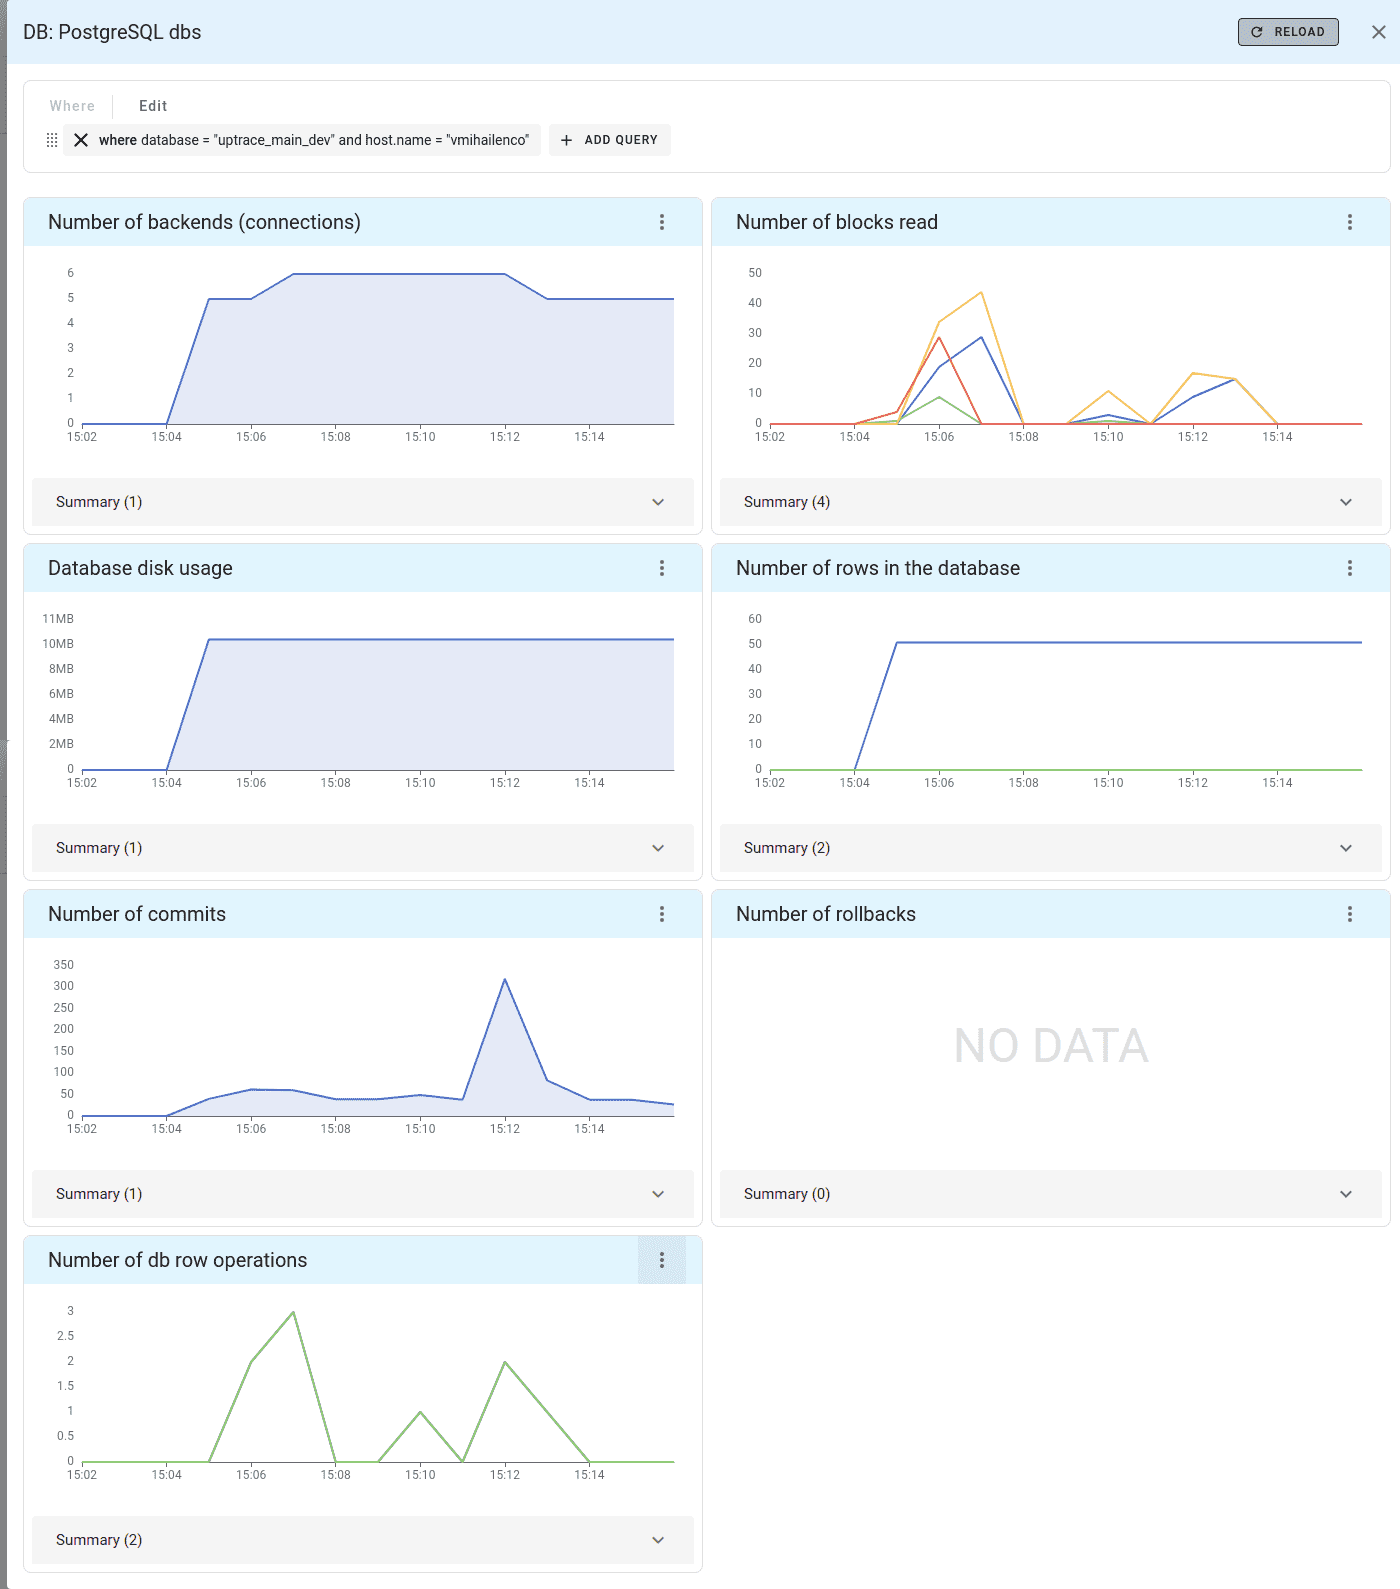 DB: PostgreSQL dbs
RELOAD
Where
Edit
where database = "uptrace_main_dev" and host.name = "vmihailenco"
ADD QUERY
Number of backends (connections)
6
5
4
3
2
1
0
15:02 15:04 15:06 15:08 15:10 15:12 15:14
Summary (1)
Number of blocks read
50
40
30
20
10
0
15:02 15:04 15:06 15:08 15:10 15:12 15:14
Summary (4)
Database disk usage
11MB
10MB
8MB
6MB
4MB
2MB
0
15:02 15:04 15:06 15:08 15:10 15:12 15:14
Summary (1)
Number of rows in the database
60
50
40
30
20
10
0
15:02 15:04 15:06 15:08 15:10 15:12 15:14
Summary (2)
Number of commits
350
300
250
200
150
100
50
0
15:02 15:04 15:06 15:08 15:10 15:12 15:14
Summary (1)
Number of rollbacks
NO DATA
Summary (0)
Number of db row operations
3
2.5
2
1.5
1
0.5
0
15:02 15:04 15:06 15:08 15:10 15:12 15:14
Summary (2)